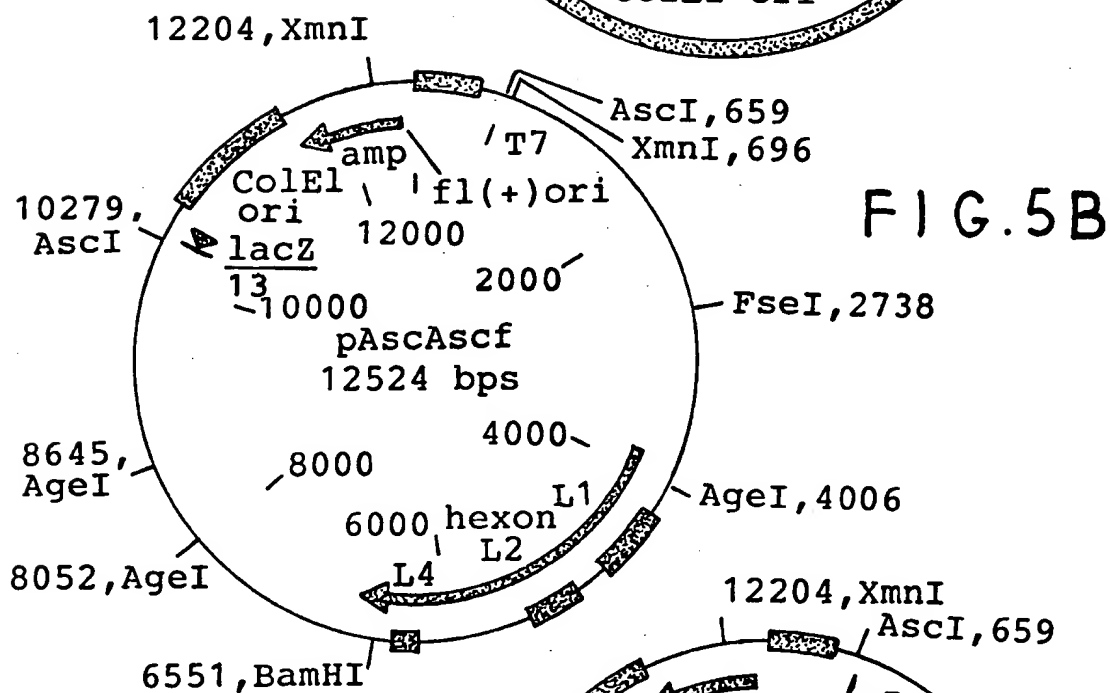 12204,XmnI
AscI,659
XmnI,696
T7
amp
ColEl
ori
fl(+)ori
10279,
AscI
12000
lacZ
13
2000
FIG.5B
10000
FseI,2738
pAscAscf
12524 bps
4000
8645,
AgeI
8000
L1
AgeI,4006
6000
hexon
L2
L4
8052,AgeI
12204,XmnI
AscI,659
6551,BamHI